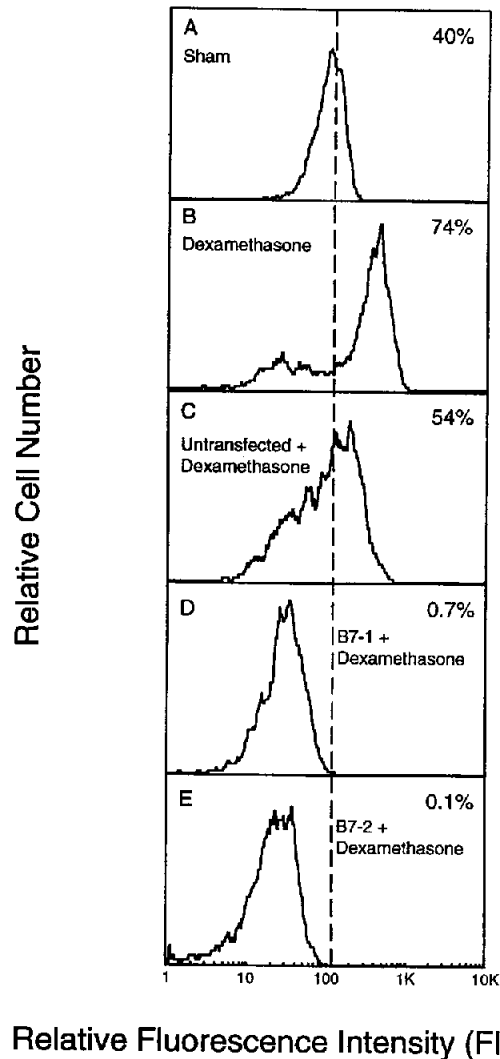 A
40%
Sham
B
74%
Dexamethasone
C
54%
Untransfected +
Dexamethasone
D
0.7%
B7-1 +
Dexamethasone
E
0.1%
B7-2 +
Dexamethasone
1 10 100 1K 10K
Relative Cell Number
Relative Fluorescence Intensity (Fl